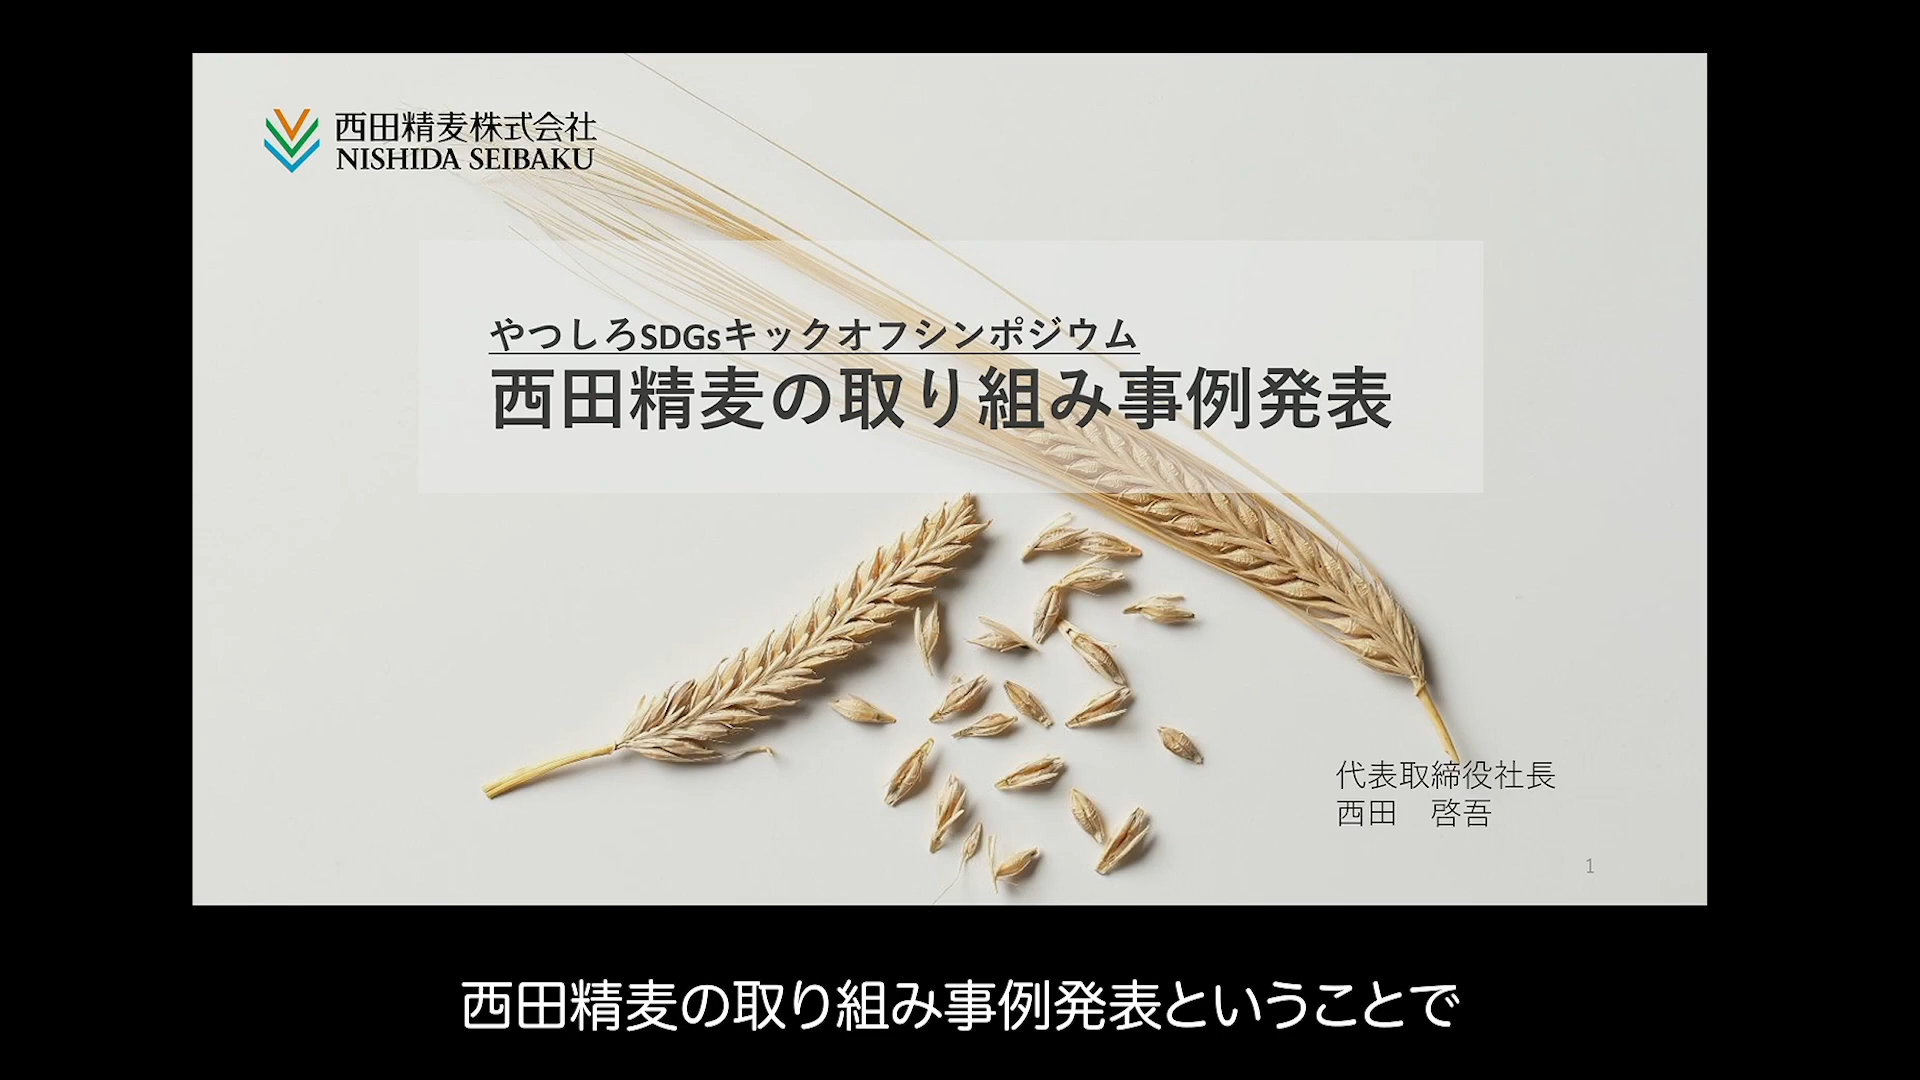 西田精麦株式会社
NISHIDA SEIBAKU
やつしろSDGsキックオフシンポジウム
西田精麦の取り組み事例発表
代表取締役社長
西田　啓吾
1
西田精麦の取り組み事例発表ということで